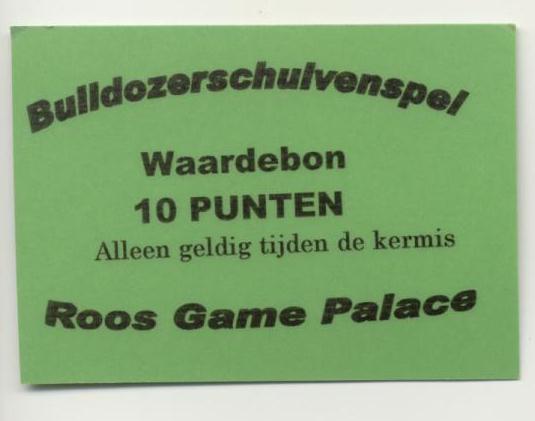 Bulldozerschuivenspel
Waardebon
10 PUNTEN
Alleen geldig tijden de kermis
Roos Game Palace